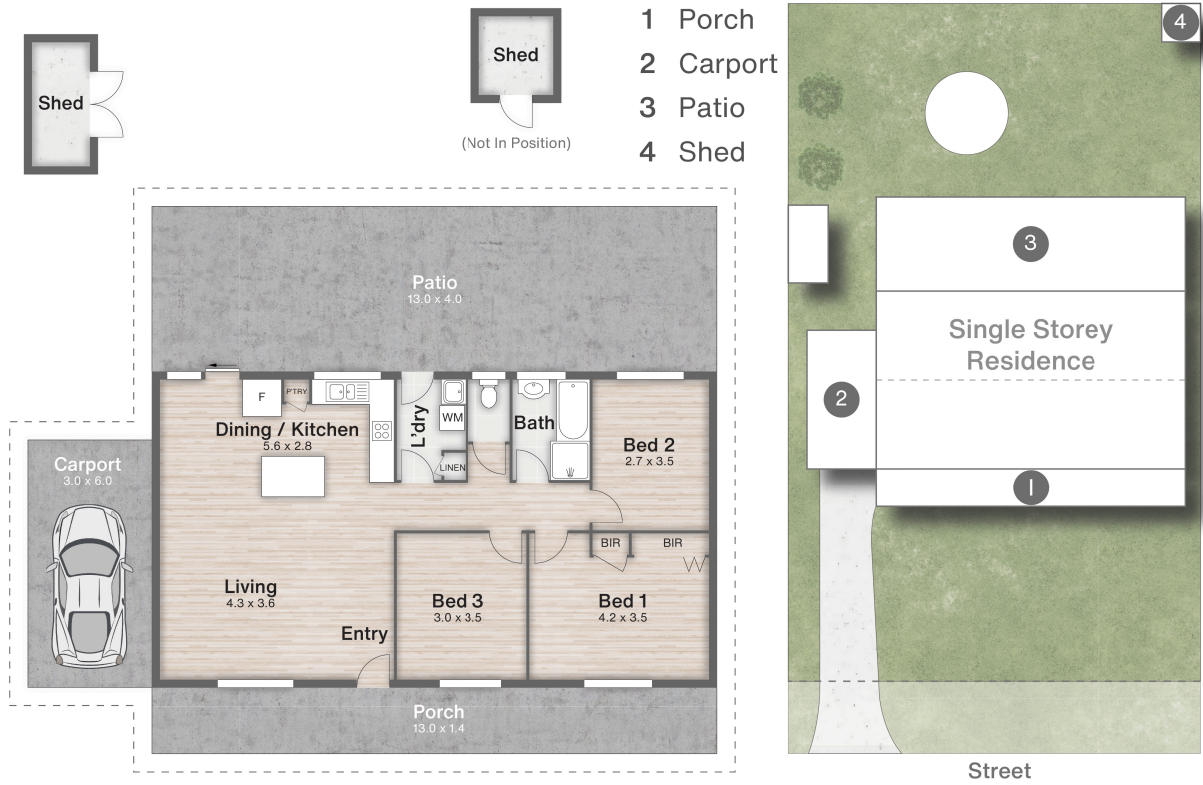 Shed
Shed
(Not In Position)
1 Porch
2 Carport
3 Patio
4 Shed
4
Patio
13.0 x 4.0
3
Single Storey
Residence
2
1
Street
F
P'TRY
Dining / Kitchen
5.6 x 2.8
L'dry
WM
LINEN
Bath
Bed 2
2.7 x 3.5
Carport
3.0 x 6.0
BIR
BIR
Living
4.3 x 3.6
Entry
Bed 3
3.0 x 3.5
Bed 1
4.2 x 3.5
Porch
13.0 x 1.4